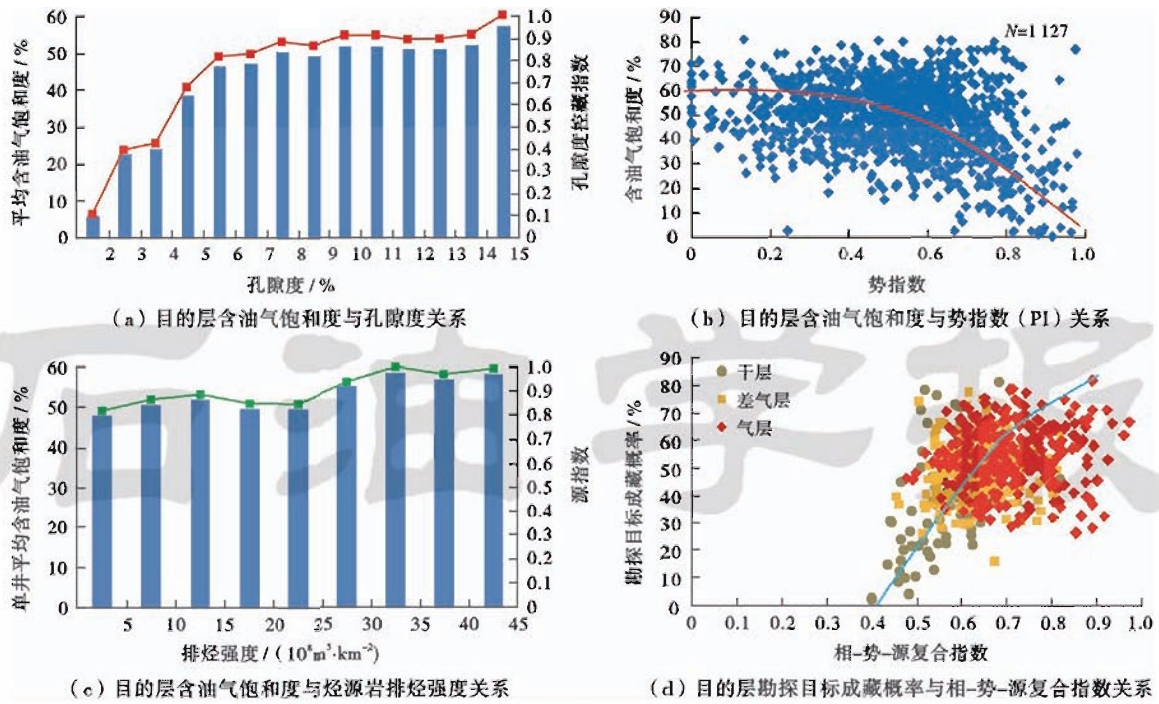 平均含油气饱和度 / %
60
50
40
30
20
10
0
2 3 4 5 6 7 8 9 10 11 12 13 14 15
孔隙度 / %
1.0
0.9
0.8
0.7
0.6
0.5
0.4
0.3
0.2
0.1
0
孔隙度控藏指数
(a) 目的层含油气饱和度与孔隙度关系
含油气饱和度 / %
90
80
70
60
50
40
30
20
10
0
N=1 127
0 0.2 0.4 0.6 0.8 1.0
势指数
(b) 目的层含油气饱和度与势指数 (PI) 关系
单井平均含油气饱和度 / %
60
50
40
30
20
10
0
5 10 15 20 25 30 35 40 45
排烃强度 / (10⁸m³·km⁻²)
1.0
0.9
0.8
0.7
0.6
0.5
0.4
0.3
0.2
0.1
0
源指数
(c) 目的层含油气饱和度与烃源岩排烃强度关系
勘探目标成藏概率 / %
90
80
70
60
50
40
30
20
10
0
干层
差气层
气层
0 0.1 0.2 0.3 0.4 0.5 0.6 0.7 0.8 0.9 1.0
相-势-源复合指数
(d) 目的层勘探目标成藏概率与相-势-源复合指数关系
石油学报